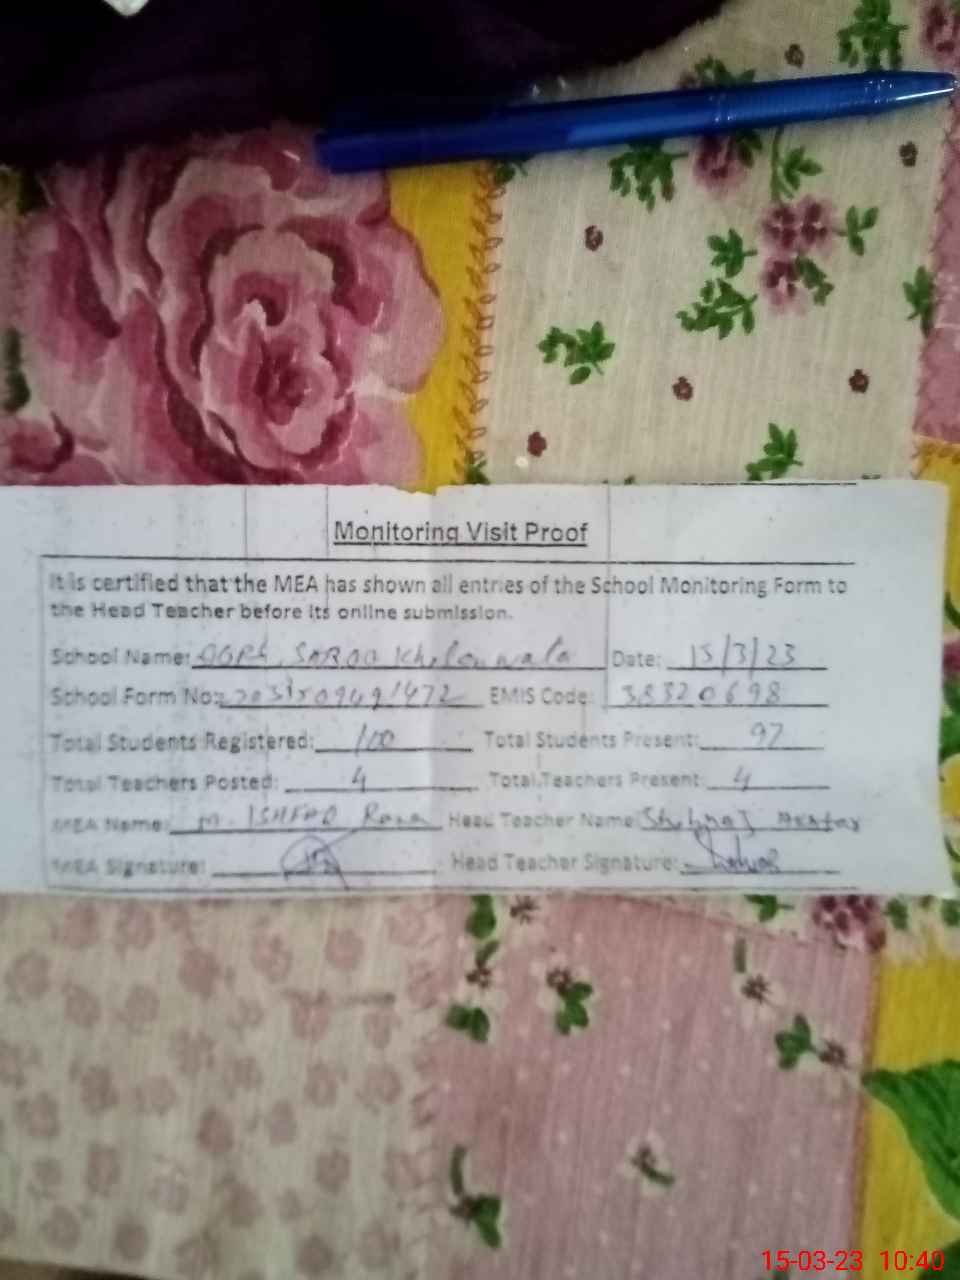 Monitoring Visit Proof
It is certified that the MEA has shown all entries of the School Monitoring Form to
the Head Teacher before its online submission.
School Name: Khelanwala Date: 15/3/23
School Form No: EMIS Code: 38320698
Total Students Registered: 100 Total Students Present: 97
Total Teachers Posted: 4 Total Teachers Present: 4
MEA Name: M. ISHFAQ Rana Head Teacher Name
MEA Signature: Head Teacher Signature:
15-03-23 10:40